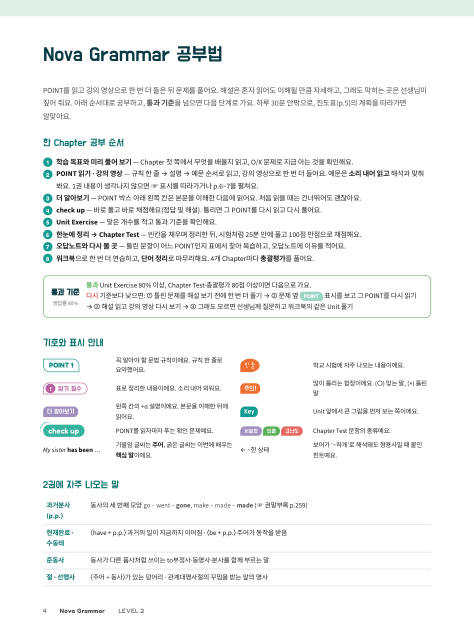 Nova Grammar 공부법
POINT를 읽고 강의 영상으로 한 번 더 들은 뒤 문제를 풀어요. 해설은 혼자 읽어도 이해될 만큼 자세하고, 그래도 막히는 곳은 선생님이
짚어 줘요. 아래 순서대로 공부하고, 통과 기준을 넘으면 다음 단계로 가요. 하루 30분 안팎으로, 진도표(p.5)의 계획을 따라가면
알맞아요.
한 Chapter 공부 순서
1 학습 목표와 미리 풀어 보기 — Chapter 첫 쪽에서 무엇을 배울지 읽고, O/X 문제로 지금 아는 것을 확인해요.
2 POINT 읽기 · 강의 영상 — 규칙 한 줄 → 설명 → 예문 순서로 읽고, 강의 영상으로 한 번 더 들어요. 예문은 소리 내어 읽고 해석과 맞춰
봐요. 1권 내용이 생각나지 않으면 ☞ 표시를 따라가거나 p.6~7을 펼쳐요.
3 더 알아보기 — POINT 박스 아래 왼쪽 칸은 본문을 이해한 다음에 읽어요. 처음 읽을 때는 건너뛰어도 괜찮아요.
4 check up — 바로 풀고 바로 채점해요(정답 및 해설). 틀리면 그 POINT를 다시 읽고 다시 풀어요.
5 Unit Exercise — 맞은 개수를 적고 통과 기준을 확인해요.
6 한눈에 정리 → Chapter Test — 빈칸을 채우며 정리한 뒤, 시험처럼 25분 안에 풀고 100점 만점으로 채점해요.
7 오답노트와 다시 볼 곳 — 틀린 문항이 어느 POINT인지 표에서 찾아 복습하고, 오답노트에 이유를 적어요.
8 워크북으로 한 번 더 연습하고, 단어 정리로 마무리해요. 4개 Chapter마다 총괄평가를 풀어요.
통과 기준
정답률 80%
통과 Unit Exercise 80% 이상, Chapter Test·총괄평가 80점 이상이면 다음으로 가요.
다시 기준보다 낮으면: ① 틀린 문제를 해설 보기 전에 한 번 더 풀기 → ② 문제 옆 POINT 표시를 보고 그 POINT를 다시 읽기
→ ③ 해설 읽고 강의 영상 다시 보기 → ④ 그래도 모르면 선생님께 질문하고 워크북의 같은 Unit 풀기
기호와 표시 안내
POINT 1
꼭 알아야 할 문법 규칙이에요. 규칙 한 줄로
요약했어요.
학교 시험에 자주 나오는 내용이에요.
! 암기 필수
표로 정리한 내용이에요. 소리 내어 외워요.
주의!
많이 틀리는 함정이에요. (O) 맞는 말, (×) 틀린
말
더 알아보기
왼쪽 칸의 +α 설명이에요. 본문을 이해한 뒤에
읽어요.
Key
Unit 앞에서 큰 그림을 먼저 보는 쪽이에요.
check up
POINT를 읽자마자 푸는 확인 문제예요.
서술형 빈출 고난도
Chapter Test 문항의 종류예요.
My sister has been …
기울임 글씨는 주어, 굵은 글씨는 이번에 배우는
핵심 말이에요.
← ~한 상태
보어가 '~하게'로 해석돼도 형용사일 때 붙인
힌트예요.
2권에 자주 나오는 말
과거분사
(p.p.)
동사의 세 번째 모양 go – went – gone, make – made – made (☞ 권말부록 p.259)
현재완료 ·
수동태
⟨have + p.p.⟩ 과거의 일이 지금까지 이어짐 · ⟨be + p.p.⟩ 주어가 동작을 받음
준동사
동사가 다른 품사처럼 쓰이는 to부정사·동명사·분사를 함께 부르는 말
절 · 선행사
⟨주어 + 동사⟩가 있는 덩어리 · 관계대명사절의 꾸밈을 받는 앞의 명사
4 Nova Grammar LEVEL 2